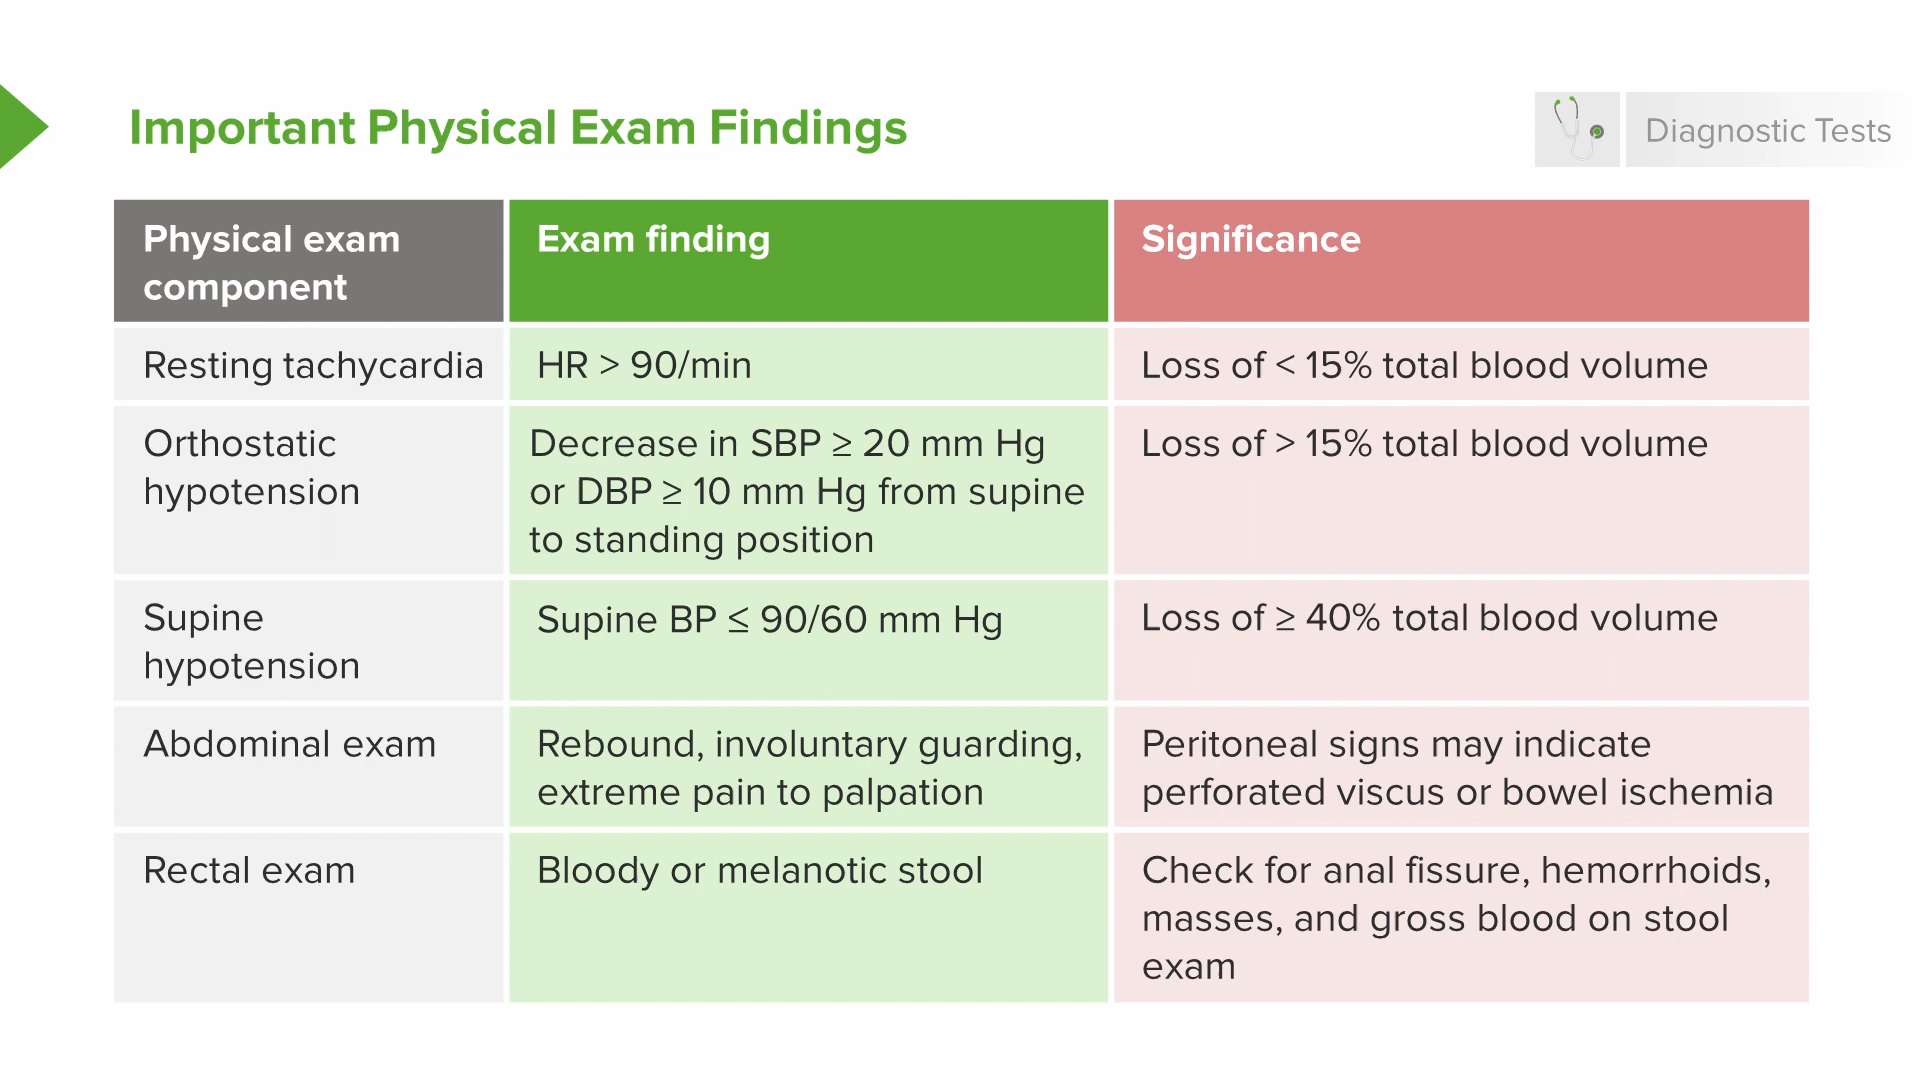 Important Physical Exam Findings
Diagnostic Tests
Physical exam
component
Exam finding
Significance
Resting tachycardia
HR > 90/min
Loss of < 15% total blood volume
Orthostatic
hypotension
Decrease in SBP ≥ 20 mm Hg
or DBP ≥ 10 mm Hg from supine
to standing position
Loss of > 15% total blood volume
Supine
hypotension
Supine BP ≤ 90/60 mm Hg
Loss of ≥ 40% total blood volume
Abdominal exam
Rebound, involuntary guarding,
extreme pain to palpation
Peritoneal signs may indicate
perforated viscus or bowel ischemia
Rectal exam
Bloody or melanotic stool
Check for anal fissure, hemorrhoids,
masses, and gross blood on stool
exam